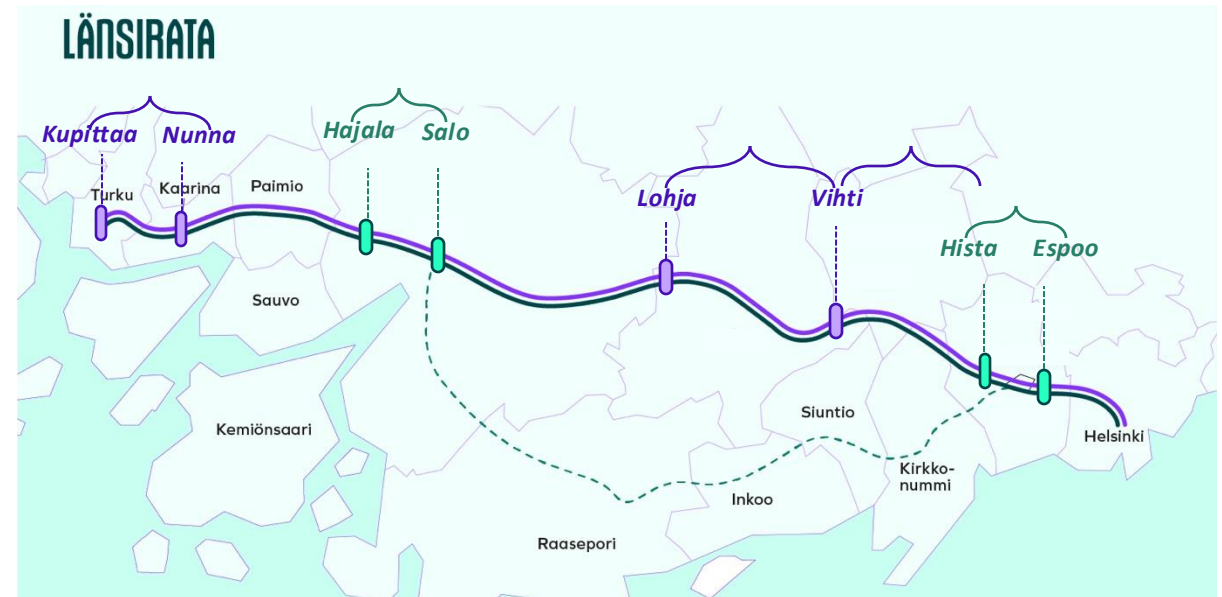 LÄNSIRATA
Kupittaa
Nunna
Hajala
Salo
Lohja
Vihti
Hista
Espoo
Turku
Kaarina
Paimio
Sauvo
Kemiönsaari
Siuntio
Helsinki
Kirkko-
nummi
Inkoo
Raasepori